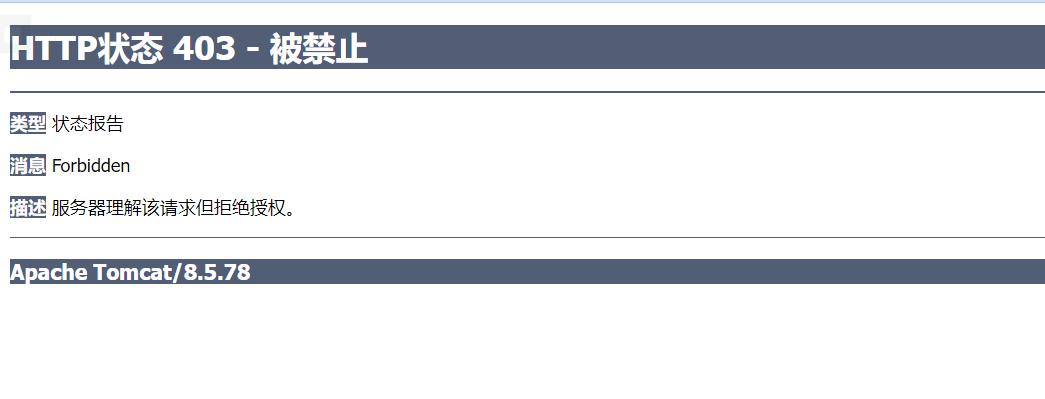 HTTP状态 403 - 被禁止
类型 状态报告
消息 Forbidden
描述 服务器理解该请求但拒绝授权。
Apache Tomcat/8.5.78